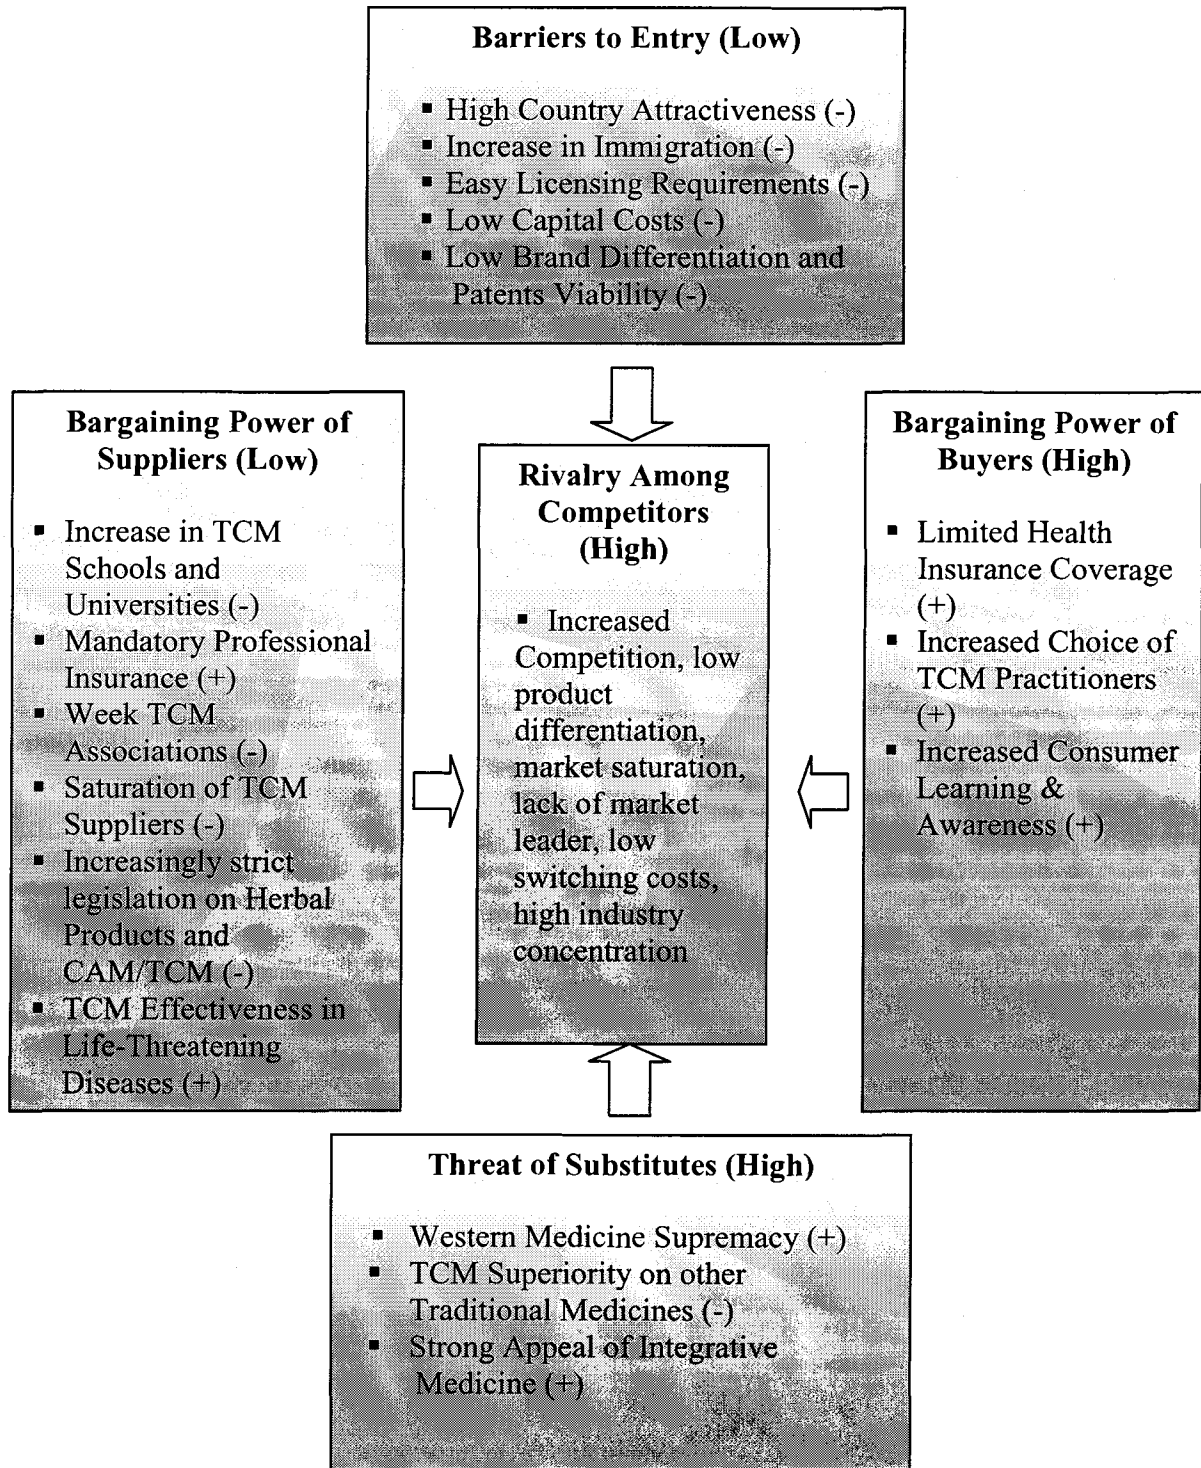 Barriers to Entry (Low)
▪ High Country Attractiveness (-)
▪ Increase in Immigration (-)
▪ Easy Licensing Requirements (-)
▪ Low Capital Costs (-)
▪ Low Brand Differentiation and
Patents Viability (-)
Bargaining Power of
Suppliers (Low)
▪ Increase in TCM
Schools and
Universities (-)
▪ Mandatory Professional
Insurance (+)
▪ Week TCM
Associations (-)
▪ Saturation of TCM
Suppliers (-)
▪ Increasingly strict
legislation on Herbal
Products and
CAM/TCM (-)
▪ TCM Effectiveness in
Life-Threatening
Diseases (+)
Rivalry Among
Competitors
(High)
▪ Increased
Competition, low
product
differentiation,
market saturation,
lack of market
leader, low
switching costs,
high industry
concentration
Bargaining Power of
Buyers (High)
▪ Limited Health
Insurance Coverage
(+)
▪ Increased Choice of
TCM Practitioners
(+)
▪ Increased Consumer
Learning &
Awareness (+)
Threat of Substitutes (High)
▪ Western Medicine Supremacy (+)
▪ TCM Superiority on other
Traditional Medicines (-)
▪ Strong Appeal of Integrative
Medicine (+)